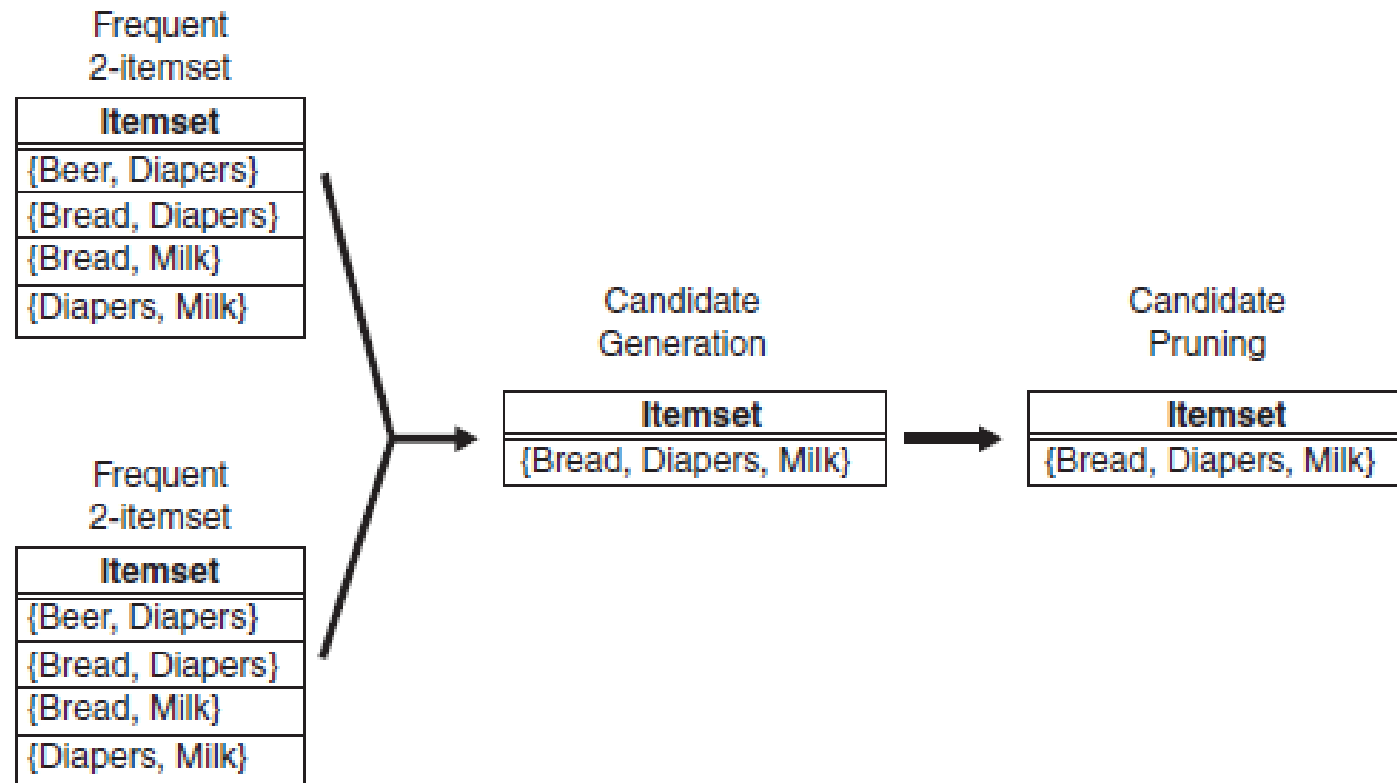 Frequent
2-itemset
Itemset
{Beer, Diapers}
{Bread, Diapers}
{Bread, Milk}
{Diapers, Milk}
Frequent
2-itemset
Itemset
{Beer, Diapers}
{Bread, Diapers}
{Bread, Milk}
{Diapers, Milk}
Candidate
Generation
Itemset
{Bread, Diapers, Milk}
Candidate
Pruning
Itemset
{Bread, Diapers, Milk}